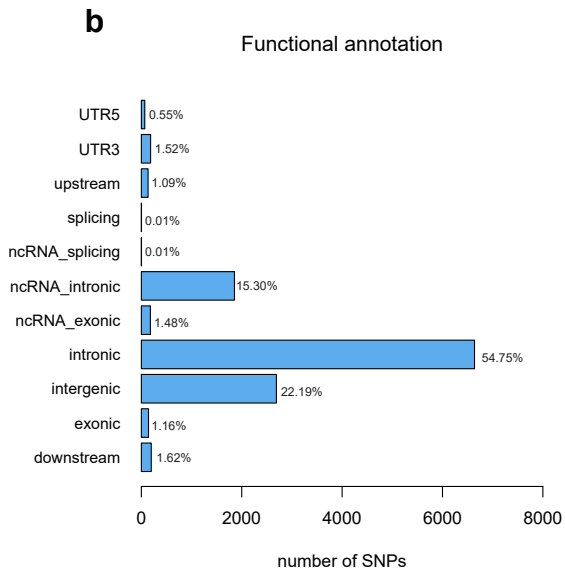 b
Functional annotation
UTR5 0.55%
UTR3 1.52%
upstream 1.09%
splicing 0.01%
ncRNA_splicing 0.01%
ncRNA_intronic 15.30%
ncRNA_exonic 1.48%
intronic 54.75%
intergenic 22.19%
exonic 1.16%
downstream 1.62%
0 2000 4000 6000 8000
number of SNPs